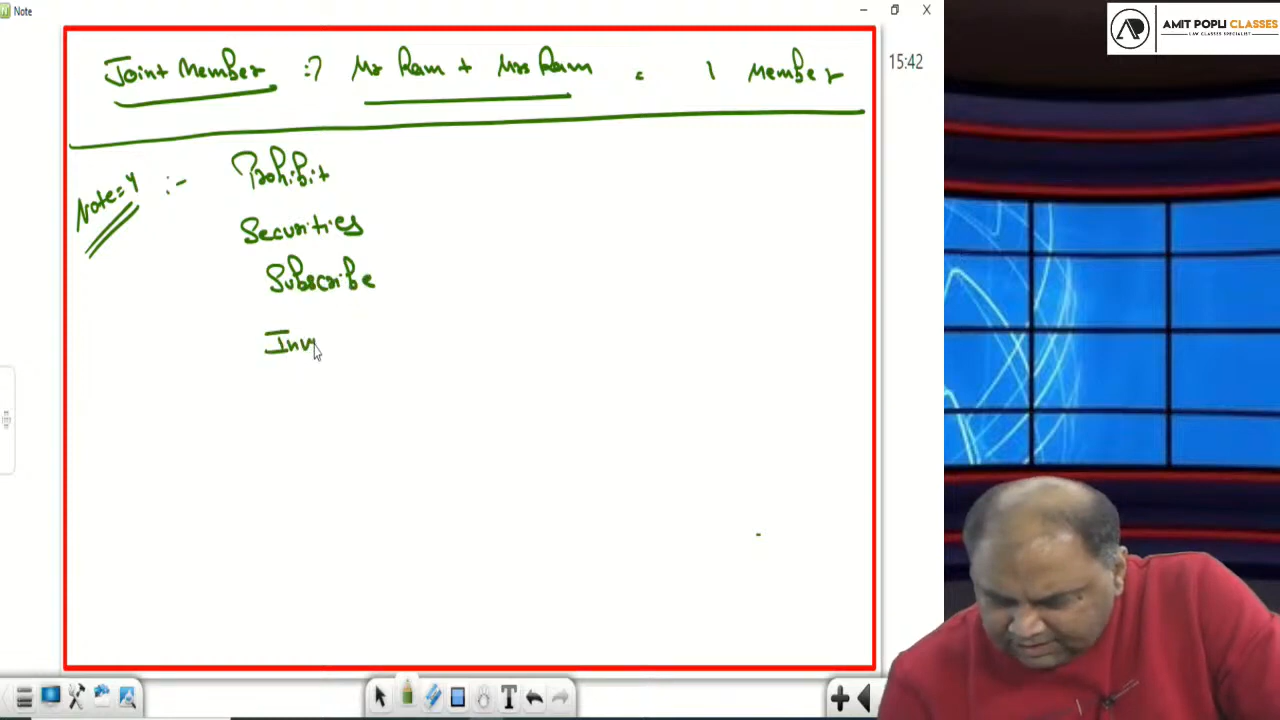 Note
AMIT POPLI CLASSES
LAW CLASSES SPECIALIST
15:42
Joint Member :⇒ Mr Ram + Mrs Ram = 1 Member
Note=4 :- Prohibit
Securities
Subscribe
Inv